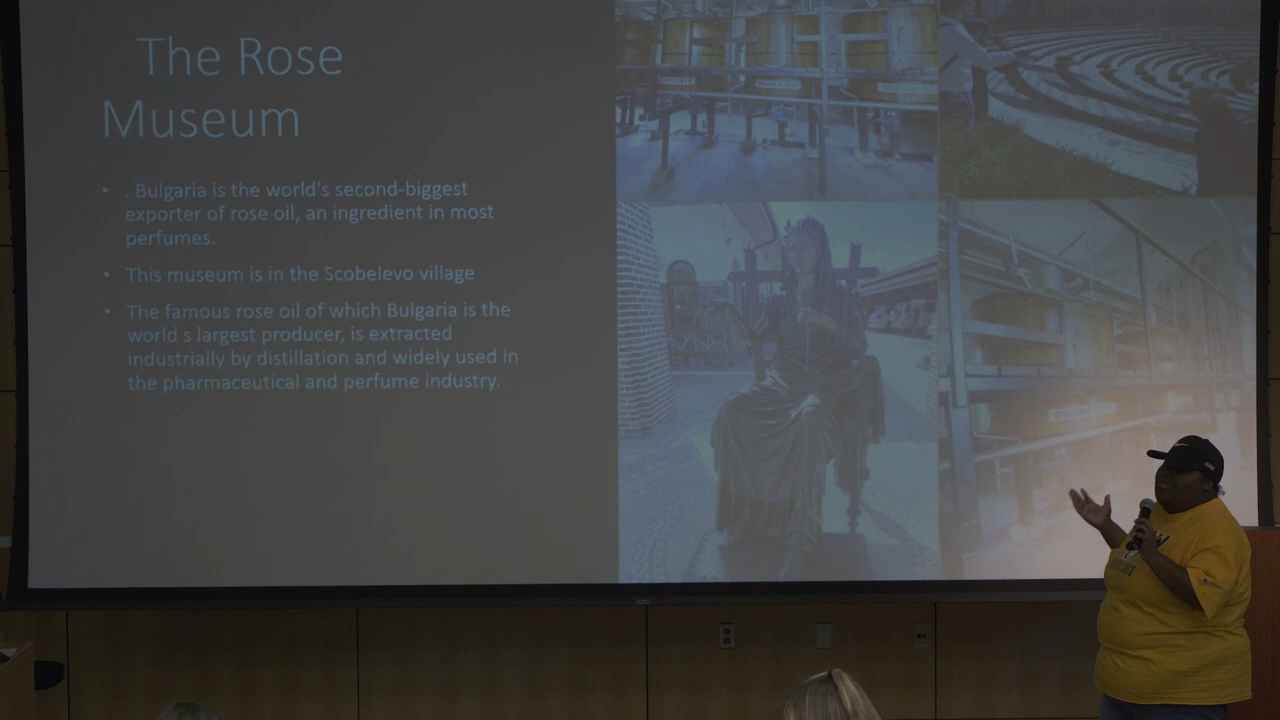 The Rose
Museum
• . Bulgaria is the world's second-biggest
exporter of rose oil, an ingredient in most
perfumes.
• This museum is in the Scobelevo village
• The famous rose oil of which Bulgaria is the
world s largest producer, is extracted
industrially by distillation and widely used in
the pharmaceutical and perfume industry.